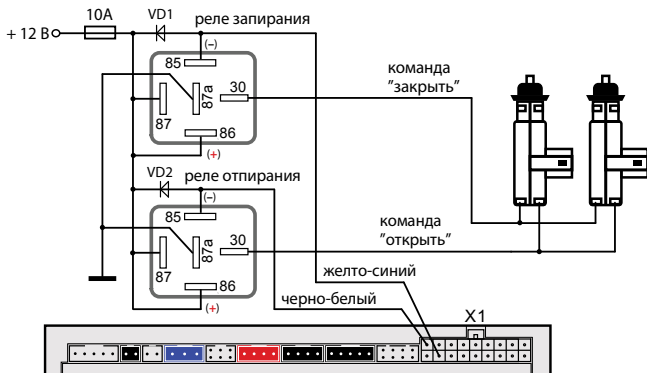 10А
VD1
реле запирания
+ 12 В
(–)
85
30
87а
87
86
(+)
команда
"закрыть"
VD2
реле отпирания
(–)
85
30
87а
87
86
(+)
команда
"открыть"
желто-синий
черно-белый
X1